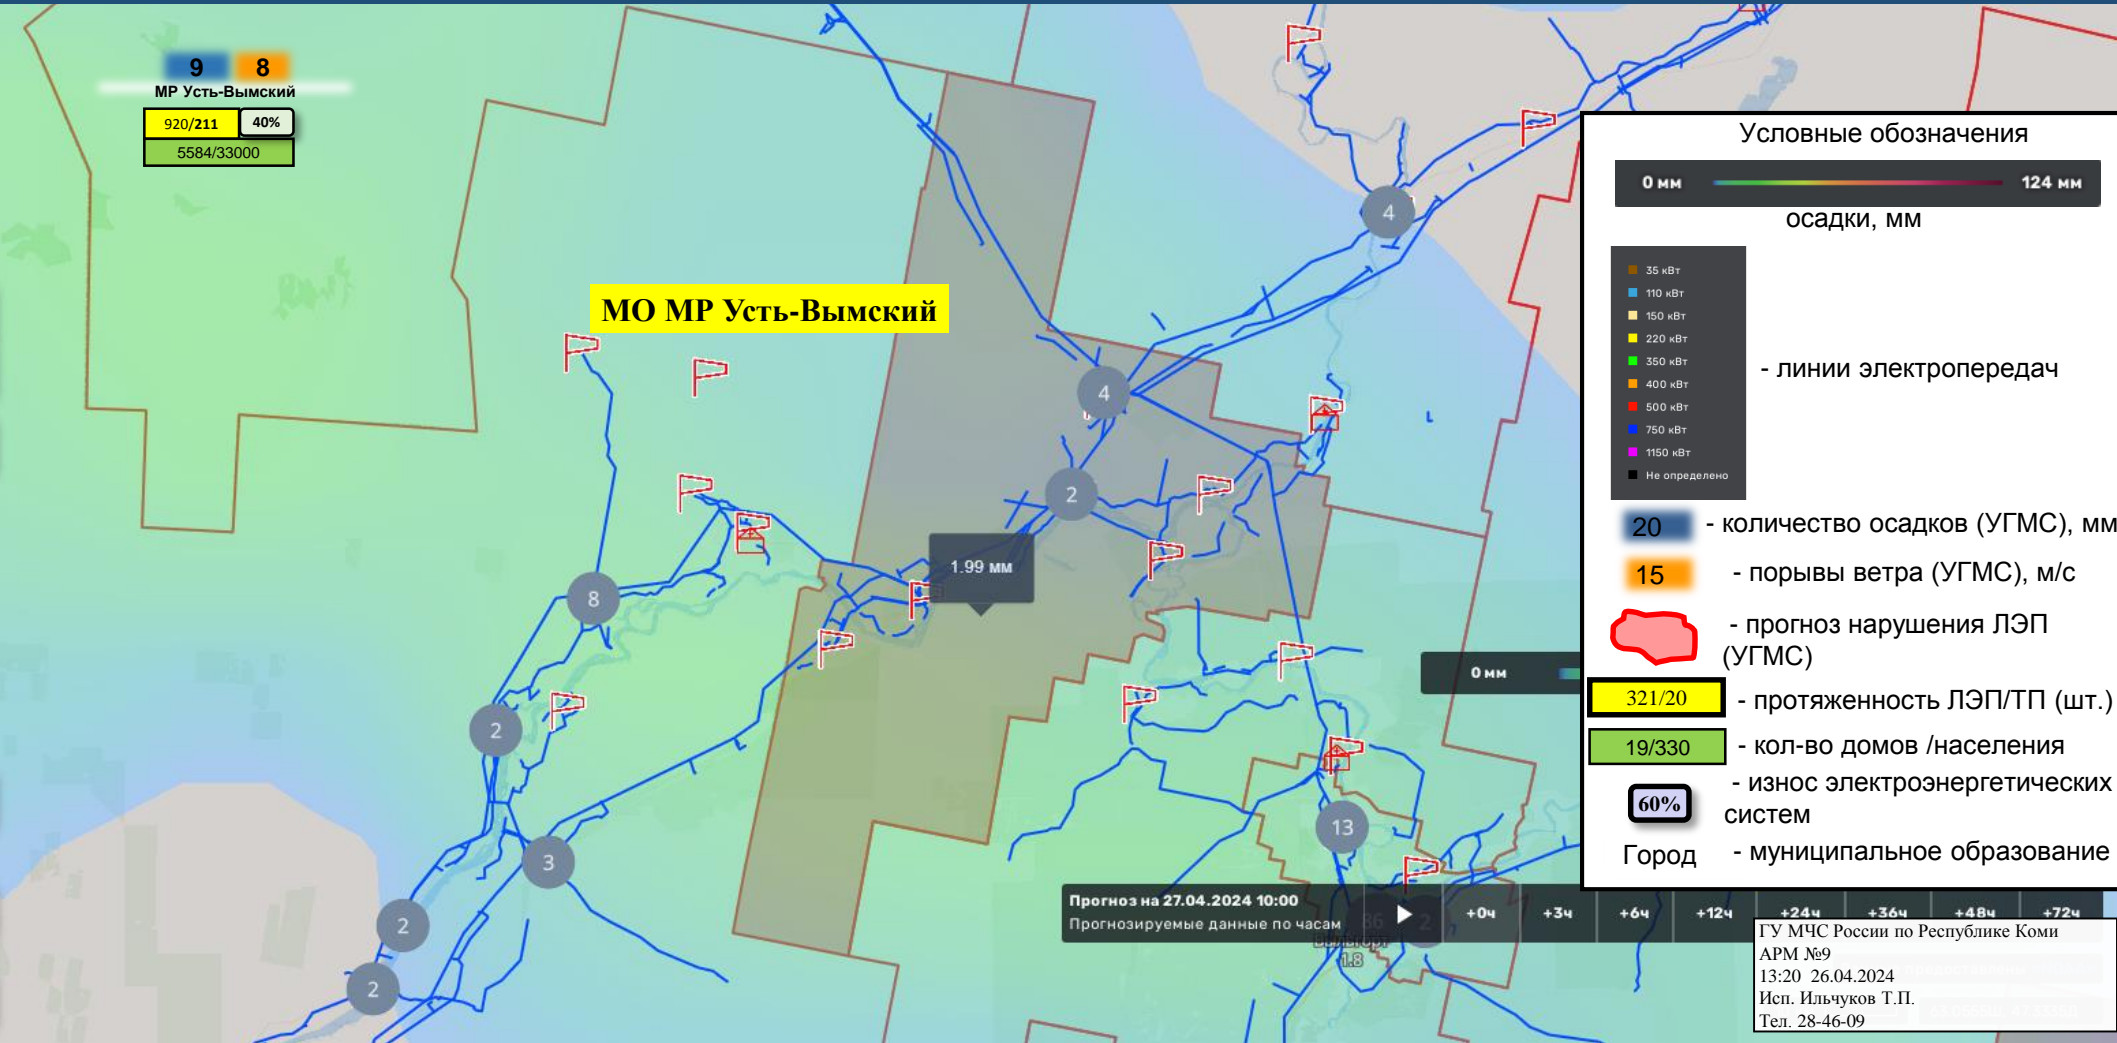 9 8
МР Усть-Вымский
920/211 40%
5584/33000
МО МР Усть-Вымский
4
4
2
1.99 мм
8
2
3
2
2
13
2
36
1.8
0 мм
Прогноз на 27.04.2024 10:00
Прогнозируемые данные по часам
+0ч +3ч +6ч +12ч +24ч +36ч +48ч +72ч
Условные обозначения
0 мм 124 мм
осадки, мм
35 кВт
110 кВт
150 кВт
220 кВт
350 кВт
400 кВт
500 кВт
750 кВт
1150 кВт
Не определено
- линии электропередач
20 - количество осадков (УГМС), мм
15 - порывы ветра (УГМС), м/с
- прогноз нарушения ЛЭП
(УГМС)
321/20 - протяженность ЛЭП/ТП (шт.)
19/330 - кол-во домов /населения
60% - износ электроэнергетических
систем
Город - муниципальное образование
ГУ МЧС России по Республике Коми
АРМ №9
13:20 26.04.2024
Исп. Ильчуков Т.П.
Тел. 28-46-09